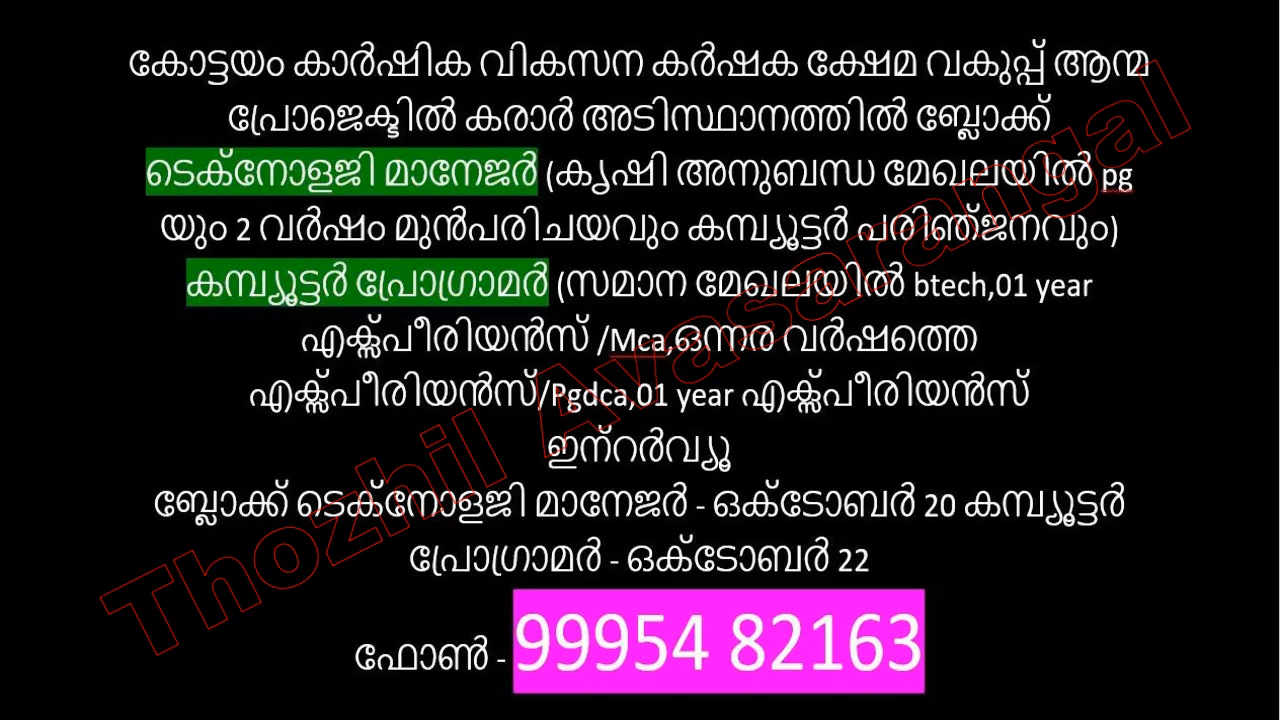 കോട്ടയം കാർഷിക വികസന കർഷക ക്ഷേമ വകുപ്പ് ആന്മ
പ്രോജെക്ടിൽ കരാർ അടിസ്ഥാനത്തിൽ ബ്ലോക്ക്
ടെക്നോളജി മാനേജർ (കൃഷി അനുബന്ധ മേഖലയിൽ pg
യും 2 വർഷം മുൻപരിചയവും കമ്പ്യൂട്ടർ പരിഞ്ജനവും)
കമ്പ്യൂട്ടർ പ്രോഗ്രാമർ (സമാന മേഖലയിൽ btech,01 year
എക്സ്പീരിയൻസ് /Mca,ഒന്നര വർഷത്തെ
എക്സ്പീരിയൻസ്/Pgdca,01 year എക്സ്പീരിയൻസ്
ഇന്റർവ്യൂ
ബ്ലോക്ക് ടെക്നോളജി മാനേജർ - ഒക്ടോബർ 20 കമ്പ്യൂട്ടർ
പ്രോഗ്രാമർ - ഒക്ടോബർ 22
ഫോൺ - 99954 82163
Thozhil Avasarangal